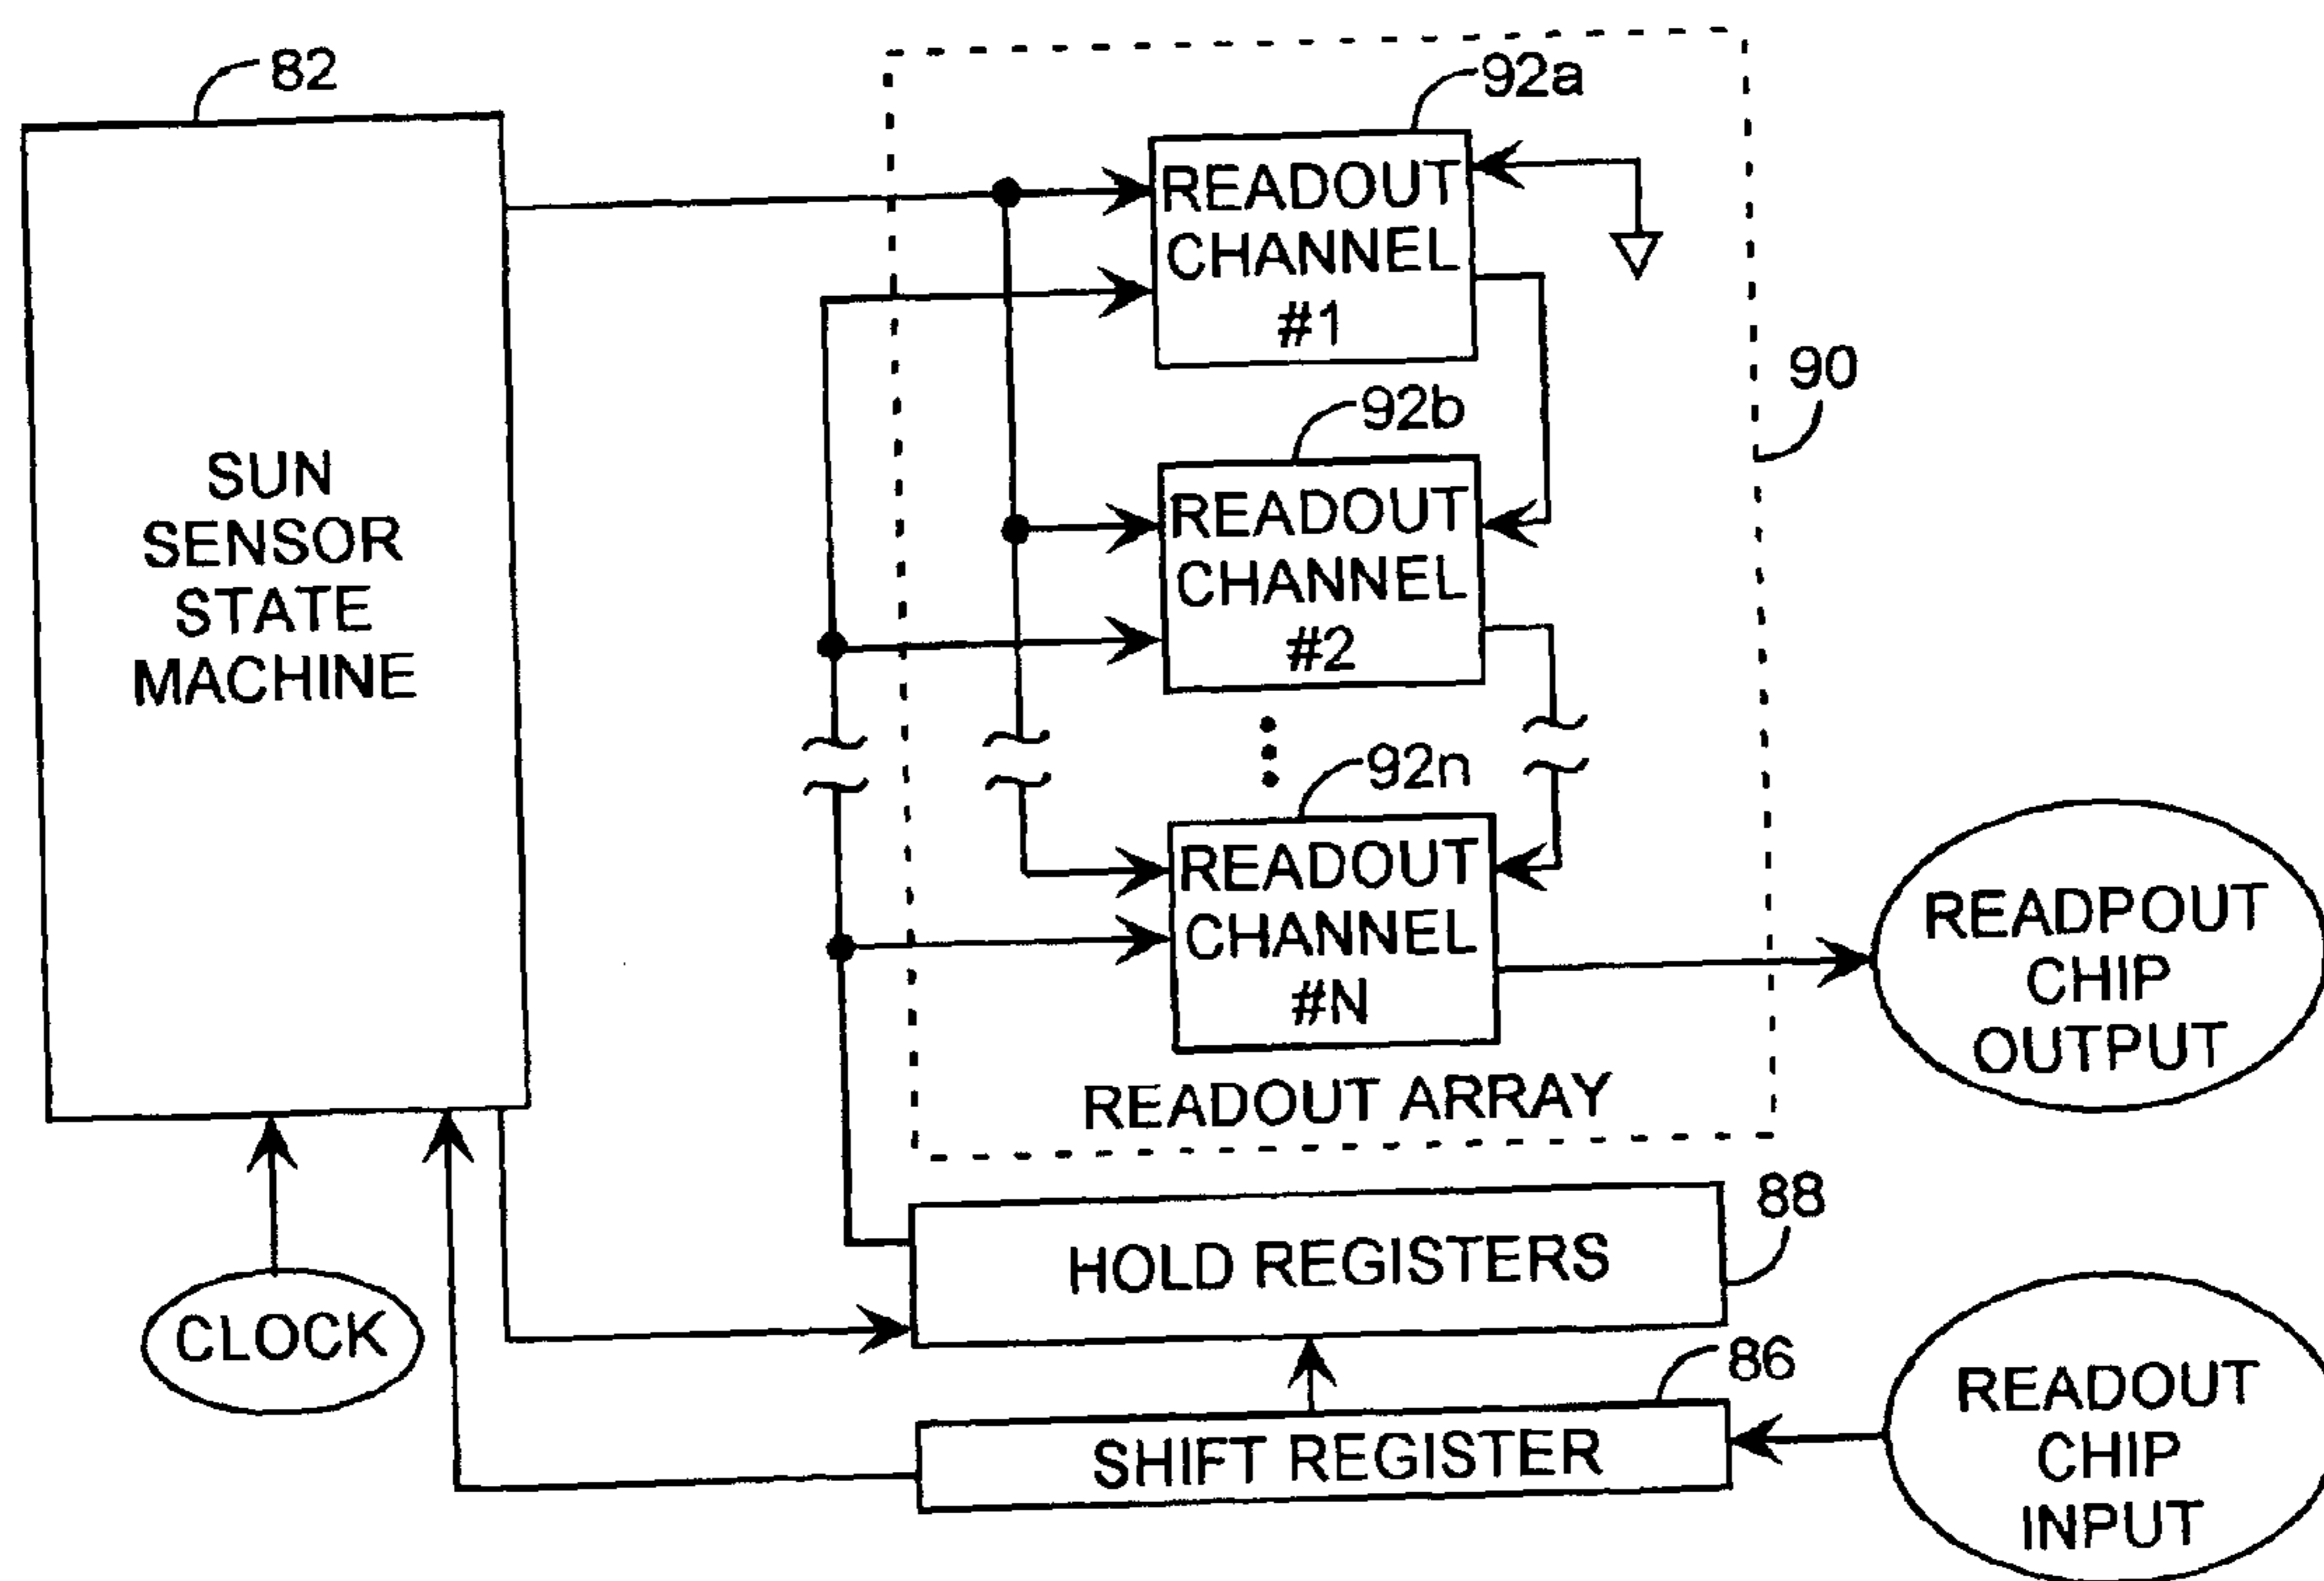 82
92a
READOUT
CHANNEL
#1
90
92b
READOUT
CHANNEL
#2
SUN
SENSOR
STATE
MACHINE
92n
READOUT
CHANNEL
#N
READPOUT
CHIP
OUTPUT
READOUT ARRAY
88
HOLD REGISTERS
CLOCK
86
SHIFT REGISTER
READOUT
CHIP
INPUT